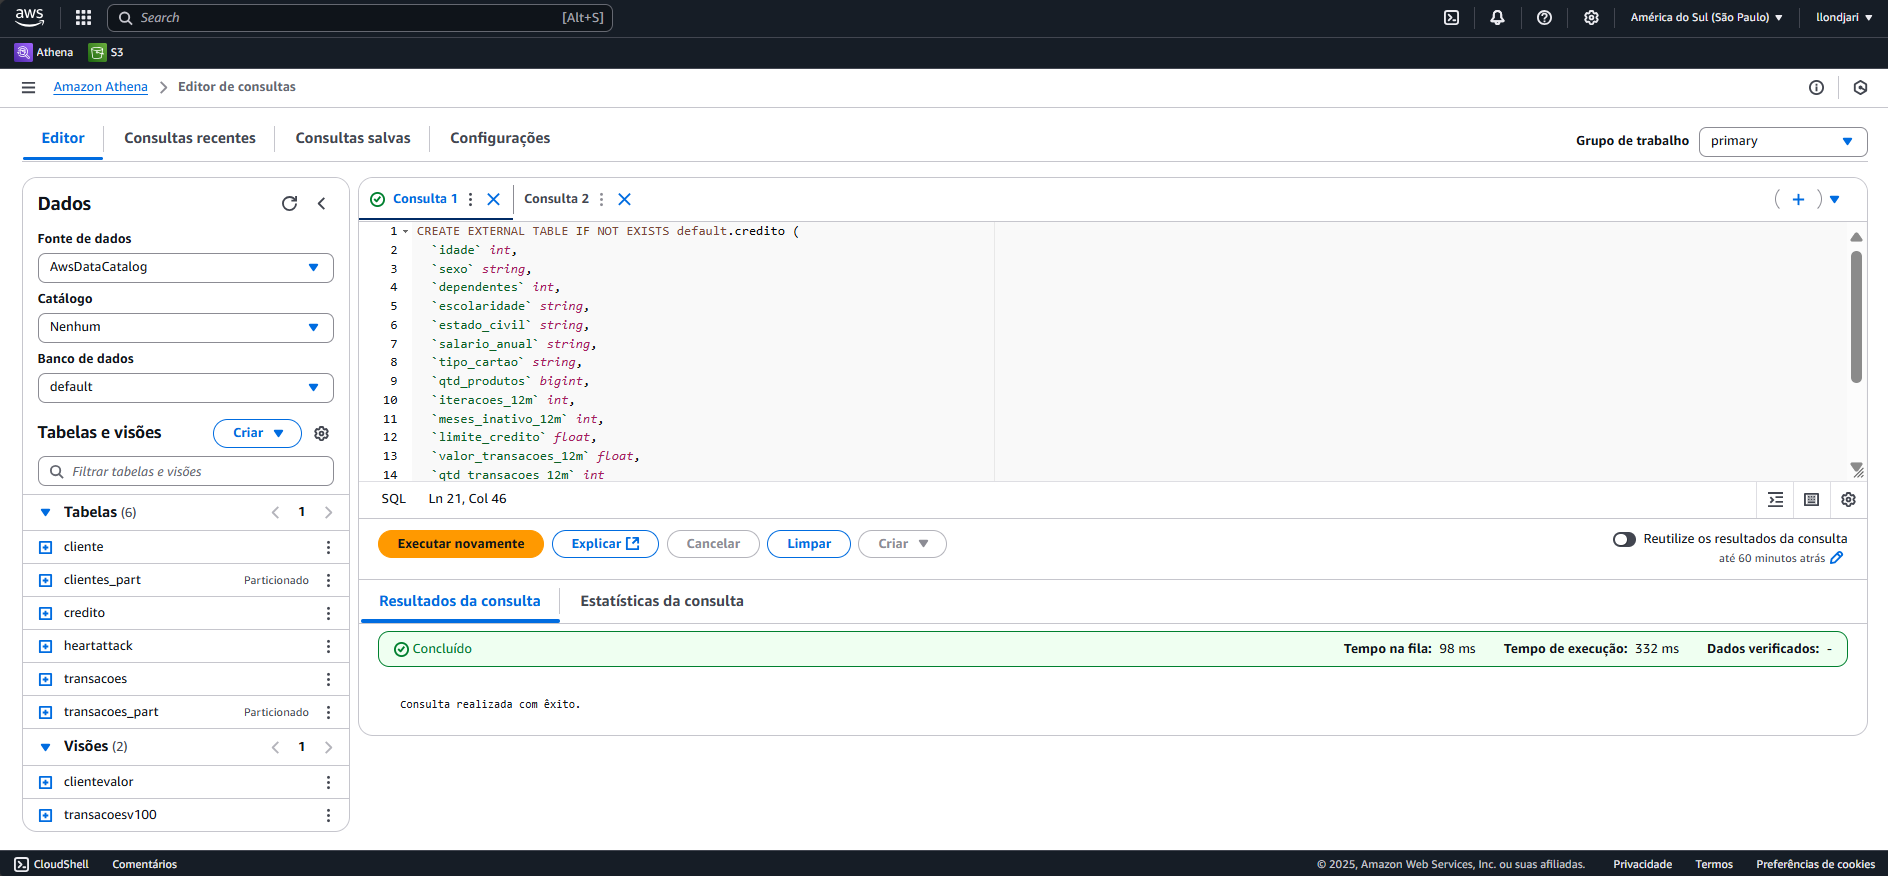 aws
Search [Alt+S]
América do Sul (São Paulo) llondjari
Athena S3
Amazon Athena Editor de consultas
Editor Consultas recentes Consultas salvas Configurações
Grupo de trabalho primary
Dados
Fonte de dados
AwsDataCatalog
Catálogo
Nenhum
Banco de dados
default
Tabelas e visões Criar
Filtrar tabelas e visões
Tabelas (6) 1
cliente
clientes_part Particionado
credito
heartattack
transacoes
transacoes_part Particionado
Visões (2) 1
clientevalor
transacoesv100
Consulta 1 Consulta 2
1 CREATE EXTERNAL TABLE IF NOT EXISTS default.credito (
2 `idade` int,
3 `sexo` string,
4 `dependentes` int,
5 `escolaridade` string,
6 `estado_civil` string,
7 `salario_anual` string,
8 `tipo_cartao` string,
9 `qtd_produtos` bigint,
10 `iteracoes_12m` int,
11 `meses_inativo_12m` int,
12 `limite_credito` float,
13 `valor_transacoes_12m` float,
14 `qtd_transacoes_12m` int
SQL Ln 21, Col 46
Executar novamente Explicar Cancelar Limpar Criar
Reutilize os resultados da consulta
até 60 minutos atrás
Resultados da consulta Estatísticas da consulta
Concluído Tempo na fila: 98 ms Tempo de execução: 332 ms Dados verificados: -
Consulta realizada com êxito.
CloudShell Comentários © 2025, Amazon Web Services, Inc. ou suas afiliadas. Privacidade Termos Preferências de cookies